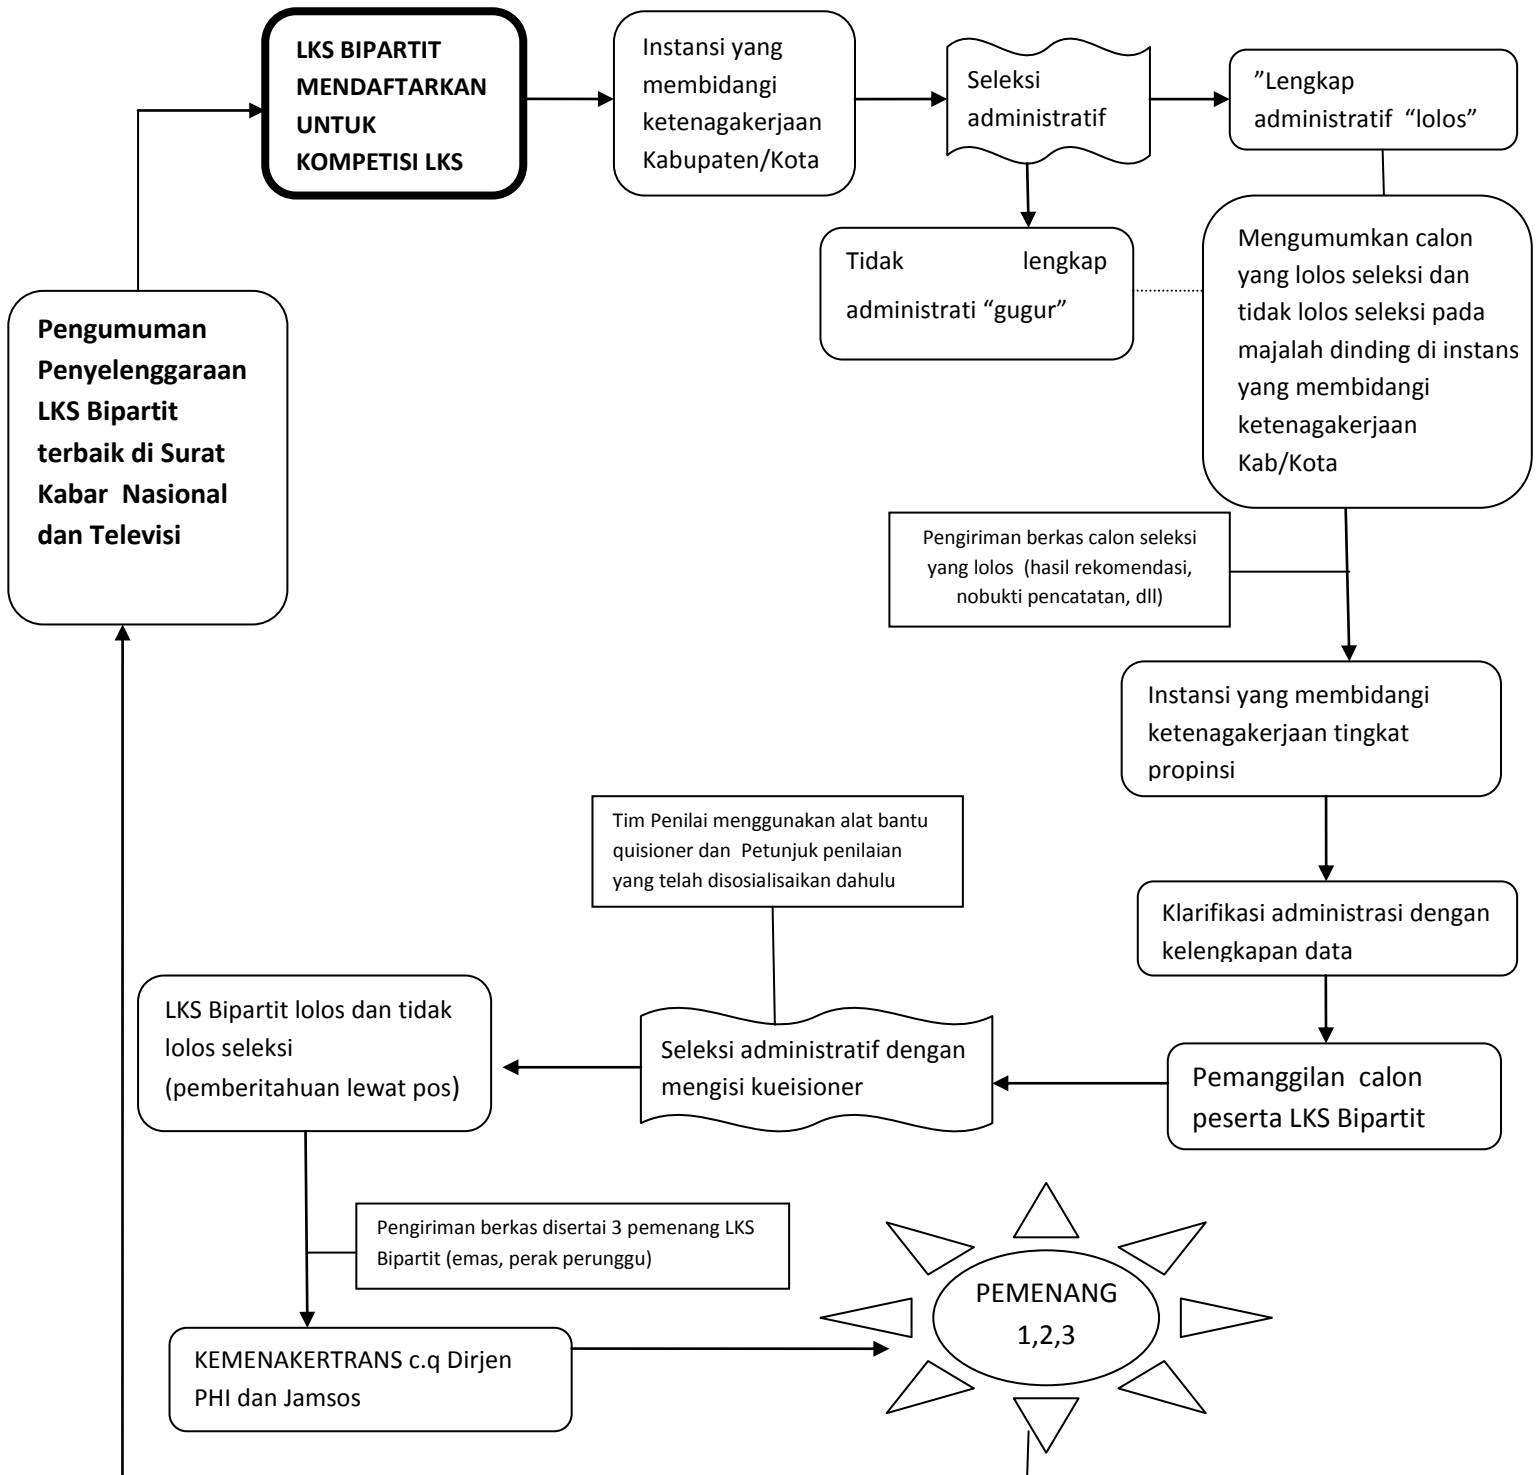 LKS BIPARTIT
MENDAFTARKAN
UNTUK
KOMPETISI LKS
Instansi yang
membidangi
ketenagakerjaan
Kabupaten/Kota
Seleksi
administratif
”Lengkap
administratif “lolos”
Tidak lengkap
administrati “gugur”
Mengumumkan calon
yang lolos seleksi dan
tidak lolos seleksi pada
majalah dinding di instans
yang membidangi
ketenagakerjaan
Kab/Kota
Pengumuman
Penyelenggaraan
LKS Bipartit
terbaik di Surat
Kabar Nasional
dan Televisi
Pengiriman berkas calon seleksi
yang lolos (hasil rekomendasi,
nobukti pencatatan, dll)
Instansi yang membidangi
ketenagakerjaan tingkat
propinsi
Tim Penilai menggunakan alat bantu
quisioner dan Petunjuk penilaian
yang telah disosialisaikan dahulu
Klarifikasi administrasi dengan
kelengkapan data
LKS Bipartit lolos dan tidak
lolos seleksi
(pemberitahuan lewat pos)
Seleksi administratif dengan
mengisi kueisioner
Pemanggilan calon
peserta LKS Bipartit
Pengiriman berkas disertai 3 pemenang LKS
Bipartit (emas, perak perunggu)
PEMENANG
1,2,3
KEMENAKERTRANS c.q Dirjen
PHI dan Jamsos